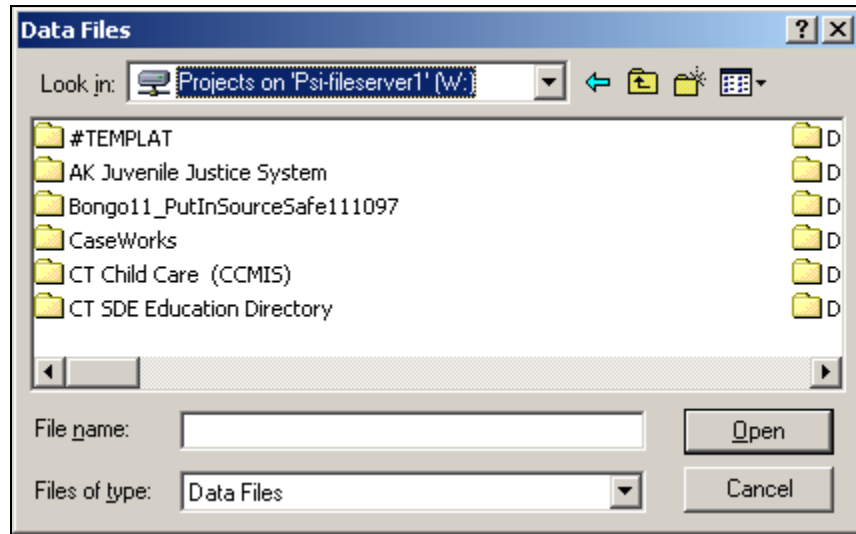 Data Files
Look in: Projects on 'Psi-fileserver1' (W:)
#TEMPLAT
AK Juvenile Justice System
Bongo11_PutInSourceSafe111097
CaseWorks
CT Child Care (CCMIS)
CT SDE Education Directory
D
D
D
D
D
D
File name:
Open
Files of type: Data Files
Cancel